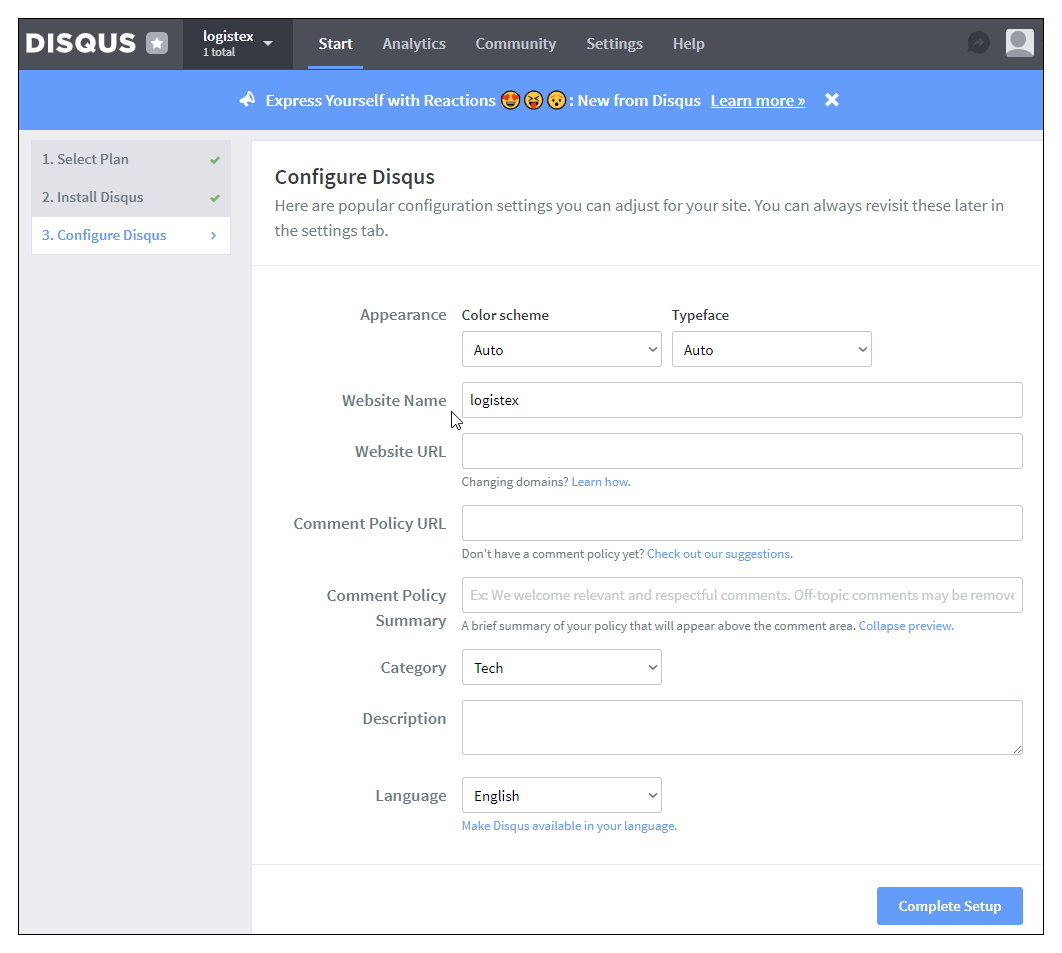 DISQUS
logistex
1 total
Start
Analytics
Community
Settings
Help
Express Yourself with Reactions 😍😝😮: New from Disqus Learn more »
1. Select Plan
2. Install Disqus
3. Configure Disqus
Configure Disqus
Here are popular configuration settings you can adjust for your site. You can always revisit these later in
the settings tab.
Appearance
Color scheme
Typeface
Auto
Auto
Website Name
logistex
Website URL
Changing domains? Learn how.
Comment Policy URL
Don't have a comment policy yet? Check out our suggestions.
Comment Policy
Summary
Ex: We welcome relevant and respectful comments. Off-topic comments may be remove
A brief summary of your policy that will appear above the comment area. Collapse preview.
Category
Tech
Description
Language
English
Make Disqus available in your language.
Complete Setup